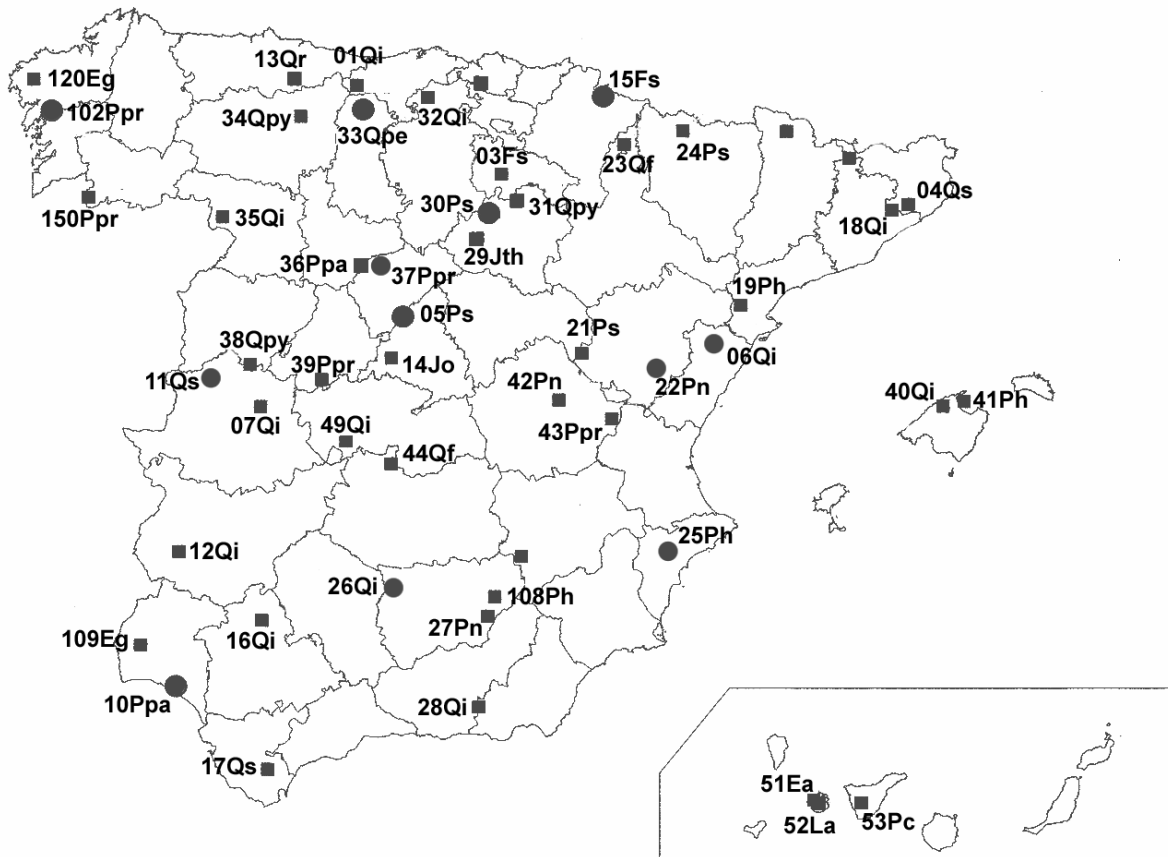 01Qi
13Qr
15Fs
120Eg
102Ppr
34Qpy
33Qpe
32Qi
24Ps
03Fs
23Qf
04Qs
30Ps
31Qpy
150Ppr
35Qi
18Qi
29Jth
36Ppa
37Ppr
19Ph
05Ps
21Ps
38Qpy
39Ppr
14Jo
06Qi
11Qs
22Pn
42Pn
40Qi
41Ph
07Qi
49Qi
43Ppr
44Qf
25Ph
12Qi
26Qi
108Ph
27Pn
109Eg
16Qi
10Ppa
28Qi
17Qs
51Ea
52La
53Pc